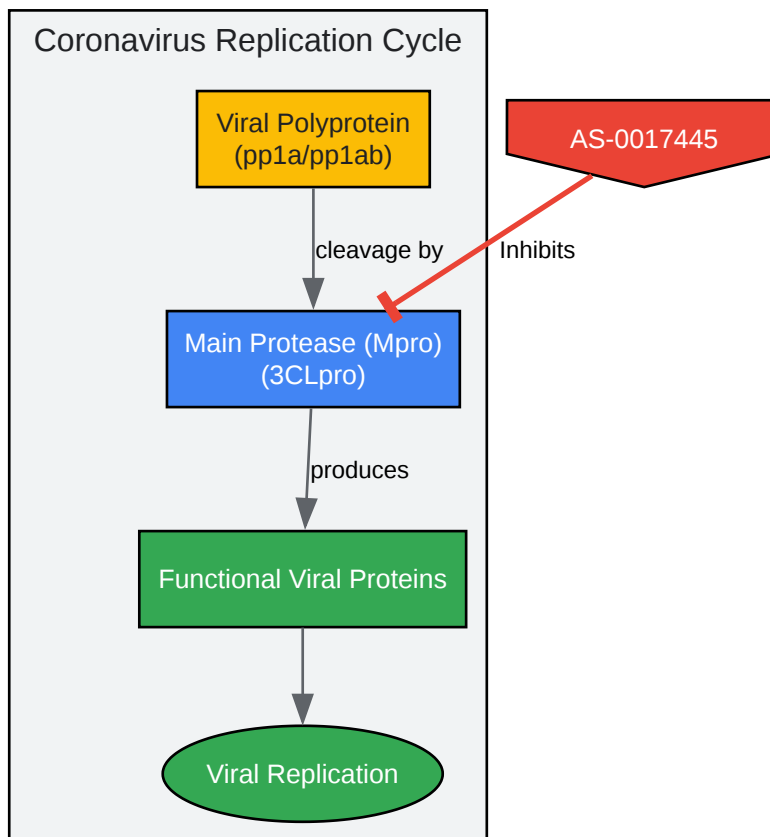 Coronavirus Replication Cycle
Viral Polyprotein
(pp1a/pp1ab)
AS-0017445
cleavage by
Inhibits
Main Protease (Mpro)
(3CLpro)
produces
Functional Viral Proteins
Viral Replication